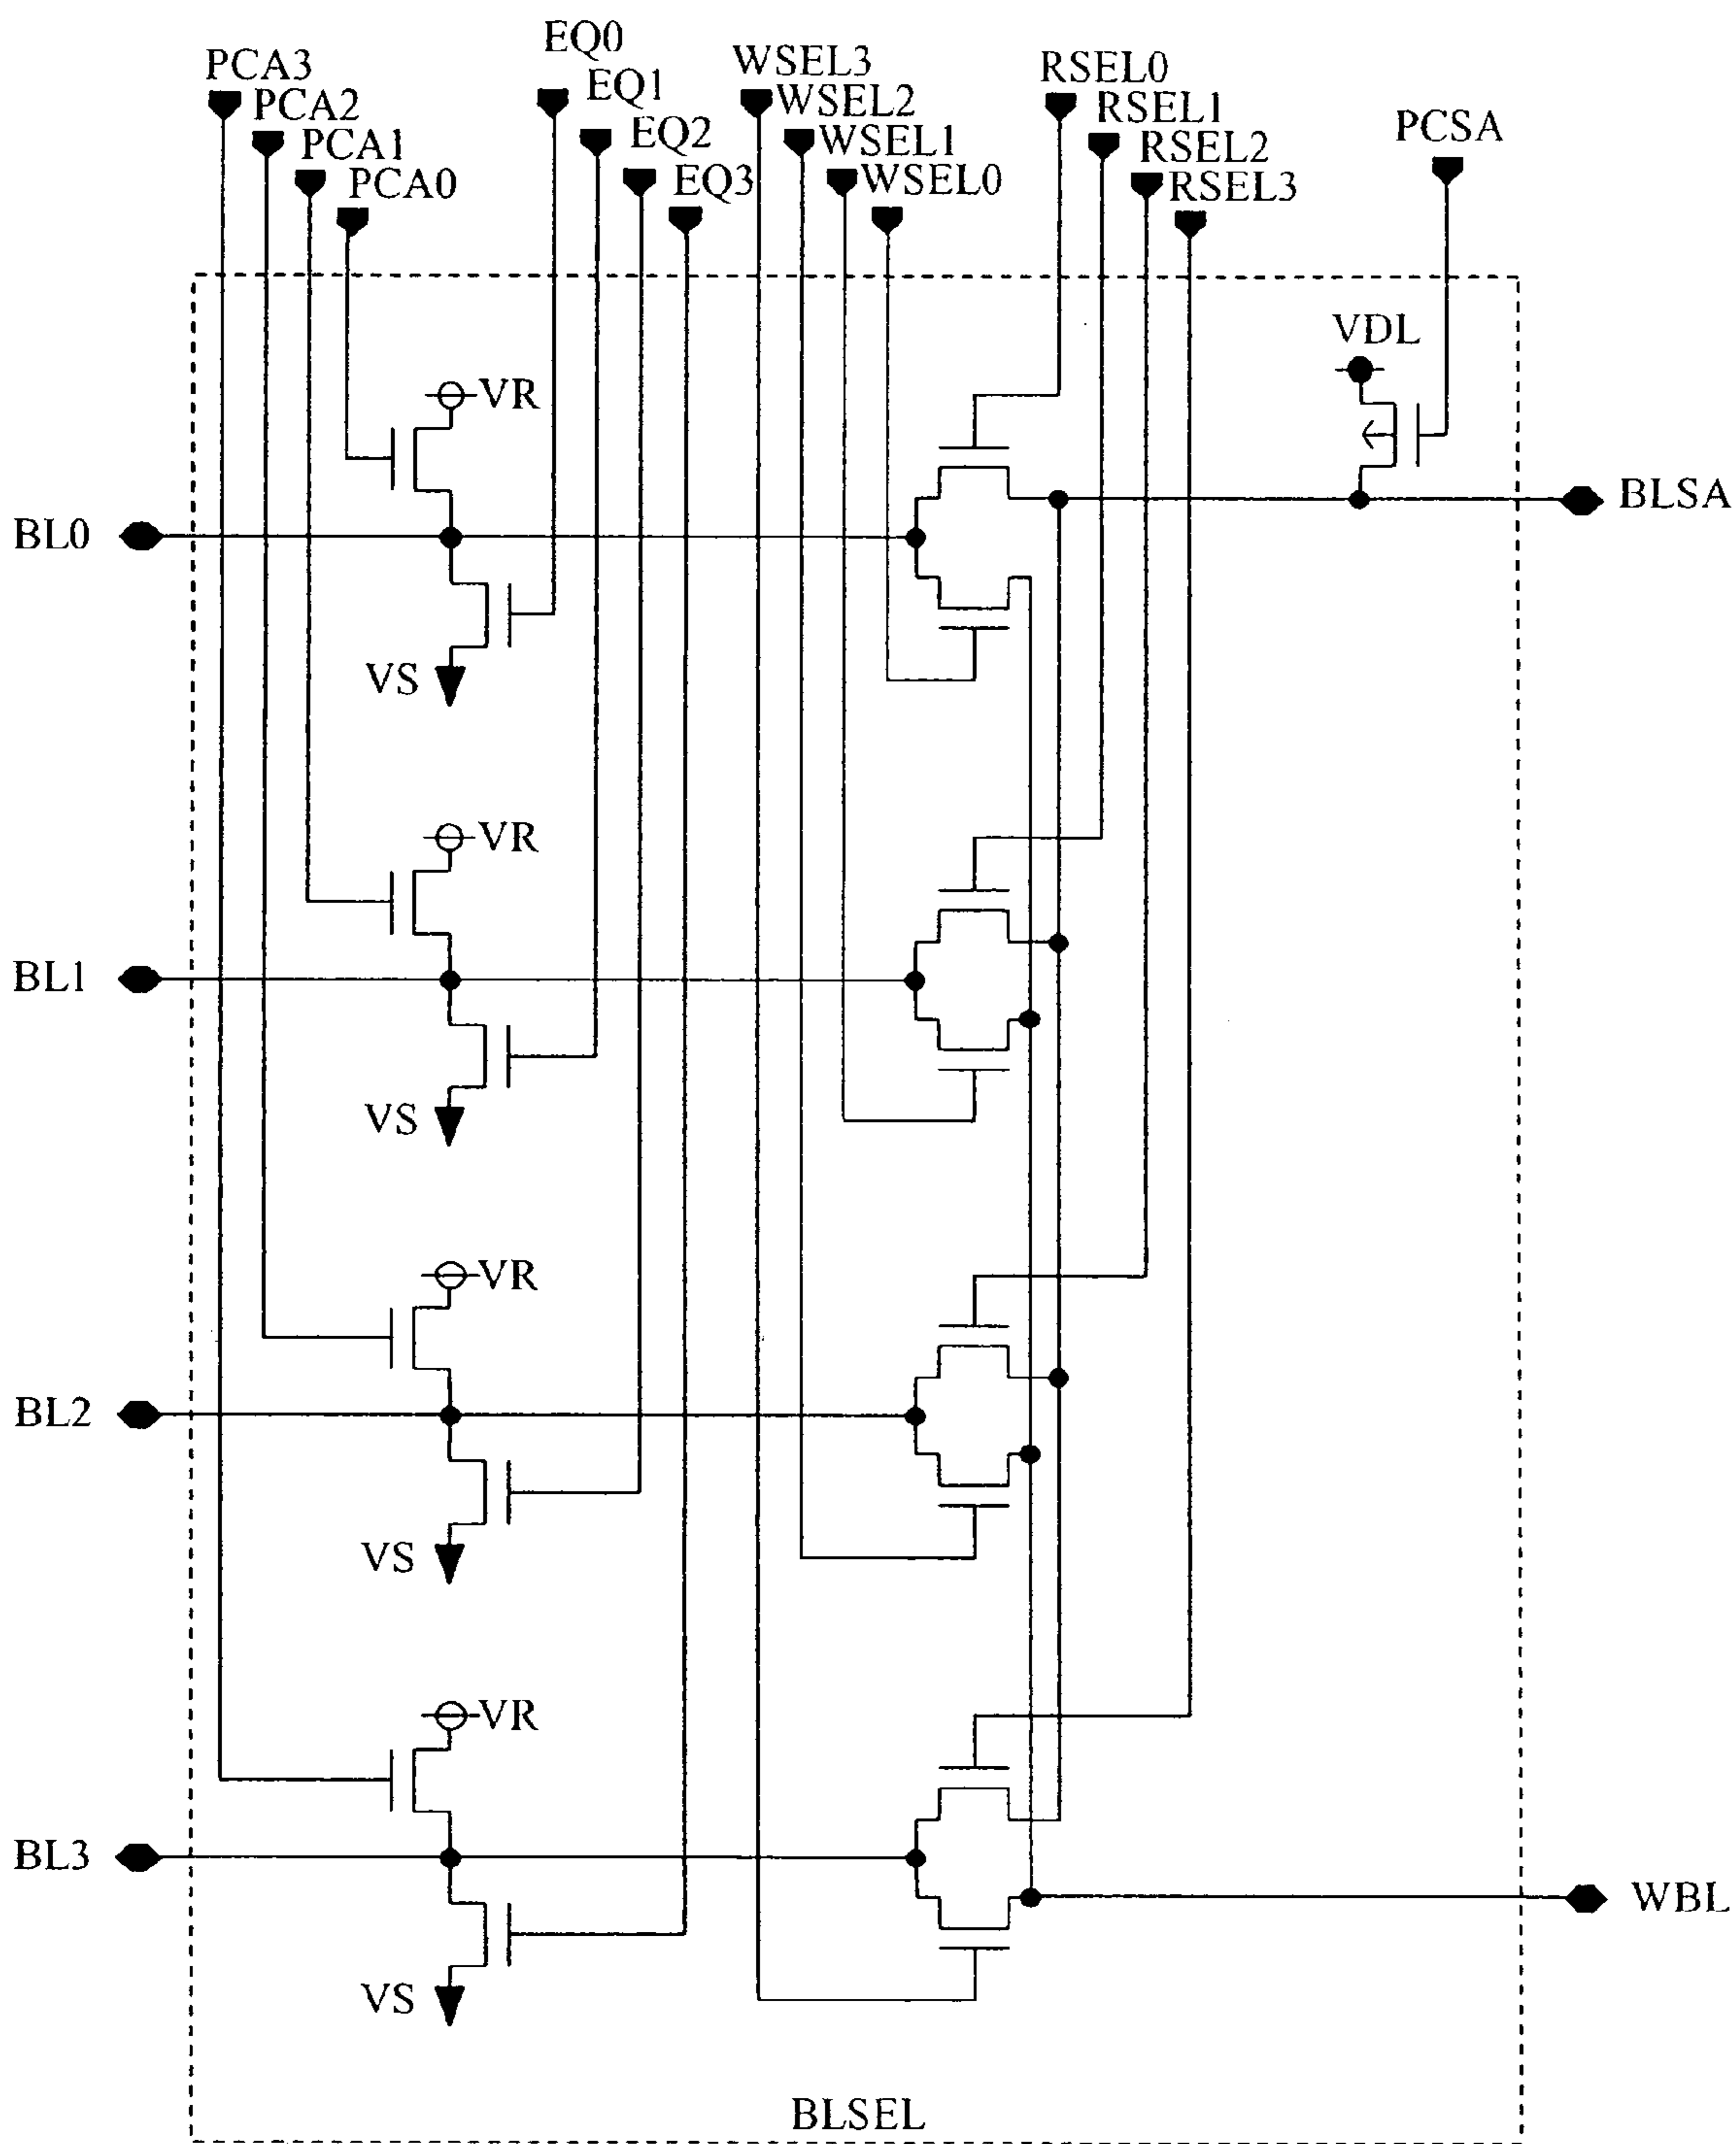 EQ0
WSEL3
RSEL0
PCA3
EQ1
WSEL2
RSEL1
PCA2
PCSA
EQ2
WSEL1
RSEL2
PCA1
EQ3
WSEL0
RSEL3
PCA0
VDL
VR
BLSA
BL0
VS
VR
BL1
VS
VR
BL2
VS
VR
BL3
WBL
VS
BLSEL